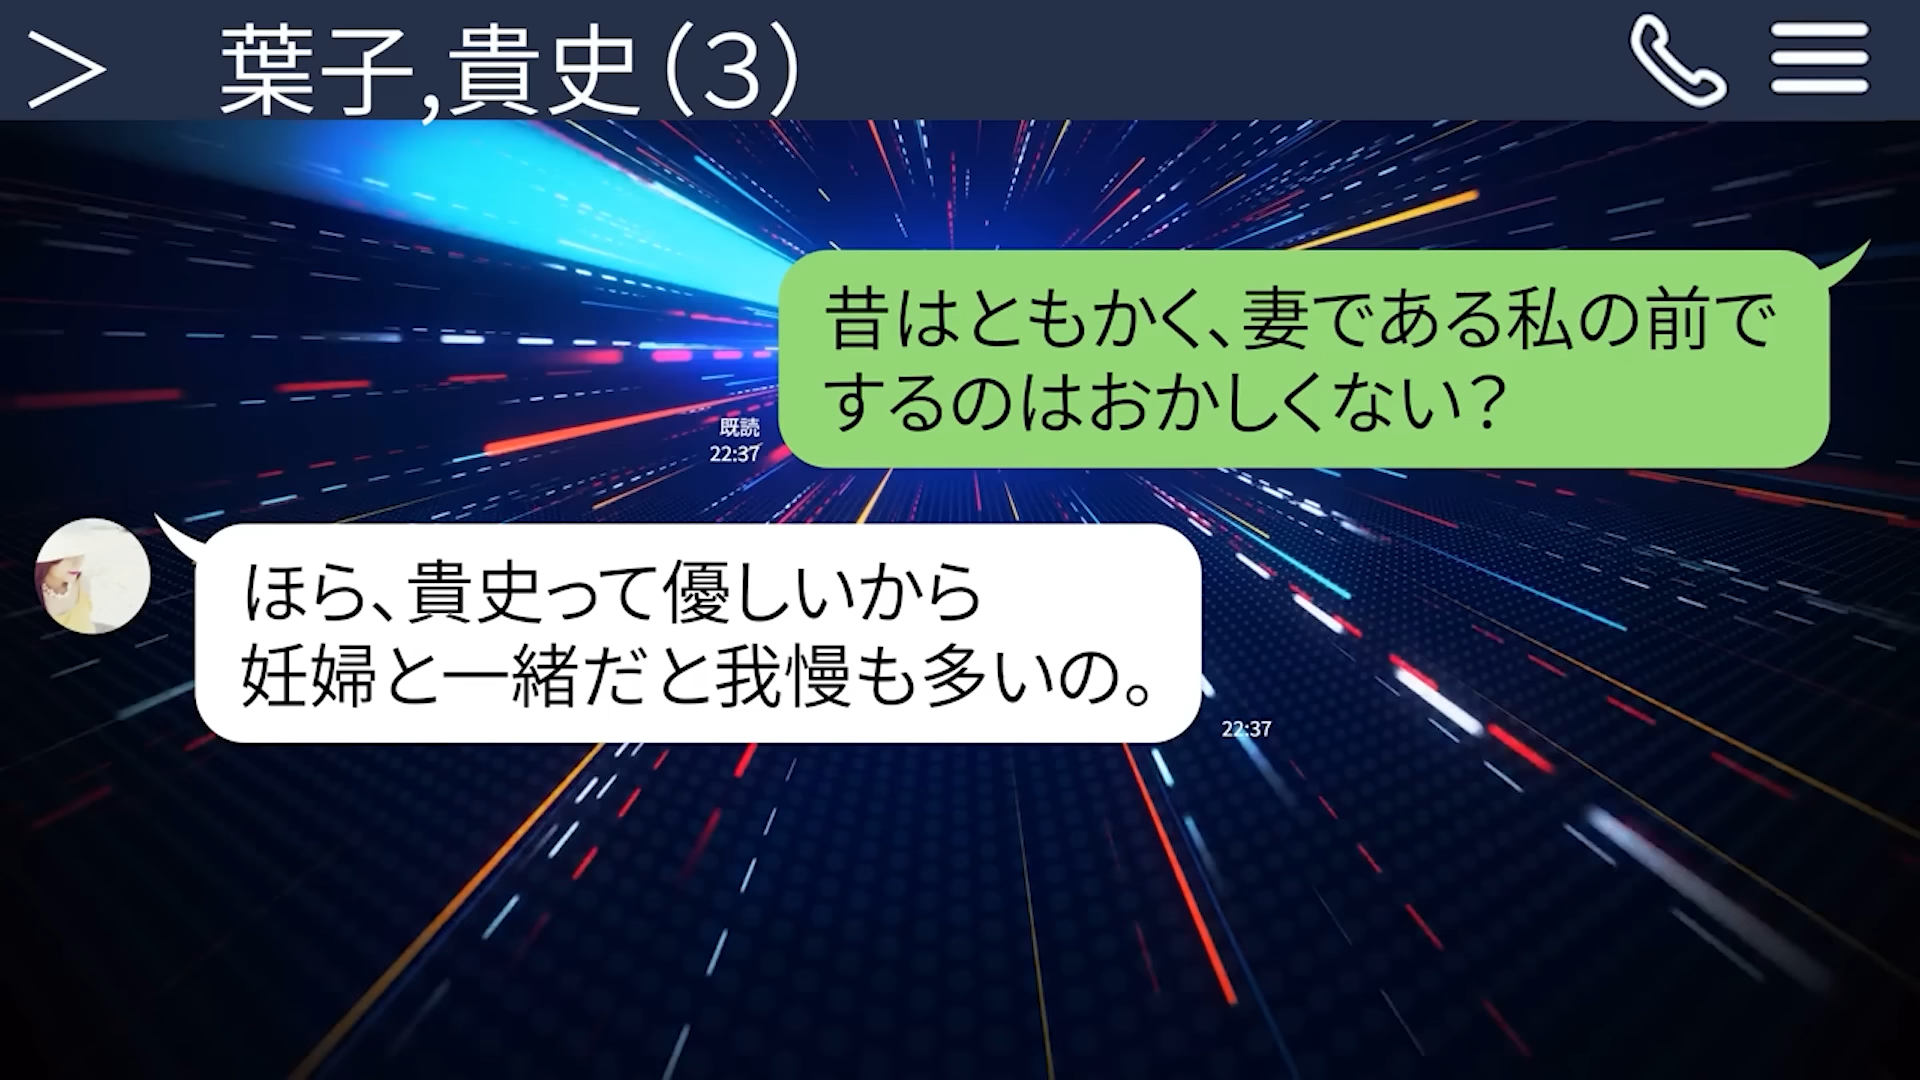 > 葉子,貴史（3）
昔はともかく、妻である私の前で
するのはおかしくない？
既読
22:37
ほら、貴史って優しいから
妊婦と一緒だと我慢も多いの。
22:37